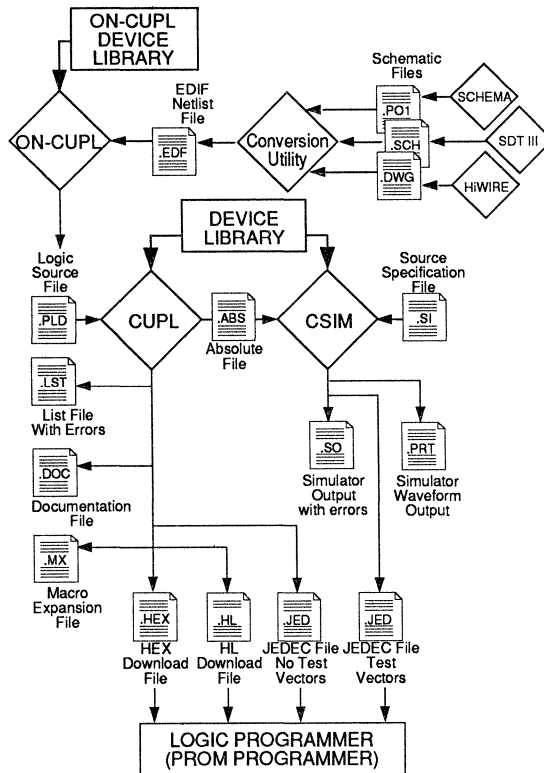 ON-CUPL
DEVICE
LIBRARY
EDIF
Netlist
File
Schematic
Files
.PO1
SCHEMA
ON-CUPL
.EDF
Conversion
Utility
.SCH
SDT III
.DWG
HiWIRE
DEVICE
LIBRARY
Logic
Source
File
Source
Specification
File
.PLD
CUPL
.ABS
CSIM
.SI
Absolute
File
.LST
List File
With Errors
.SO
.PRT
.DOC
Simulator
Output
with errors
Simulator
Waveform
Output
Documentation
File
.MX
Macro
Expansion
File
.HEX
.HL
.JED
.JED
HEX
Download
File
HL
Download
File
JEDEC File
No Test
Vectors
JEDEC File
Test
Vectors
LOGIC PROGRAMMER
(PROM PROGRAMMER)